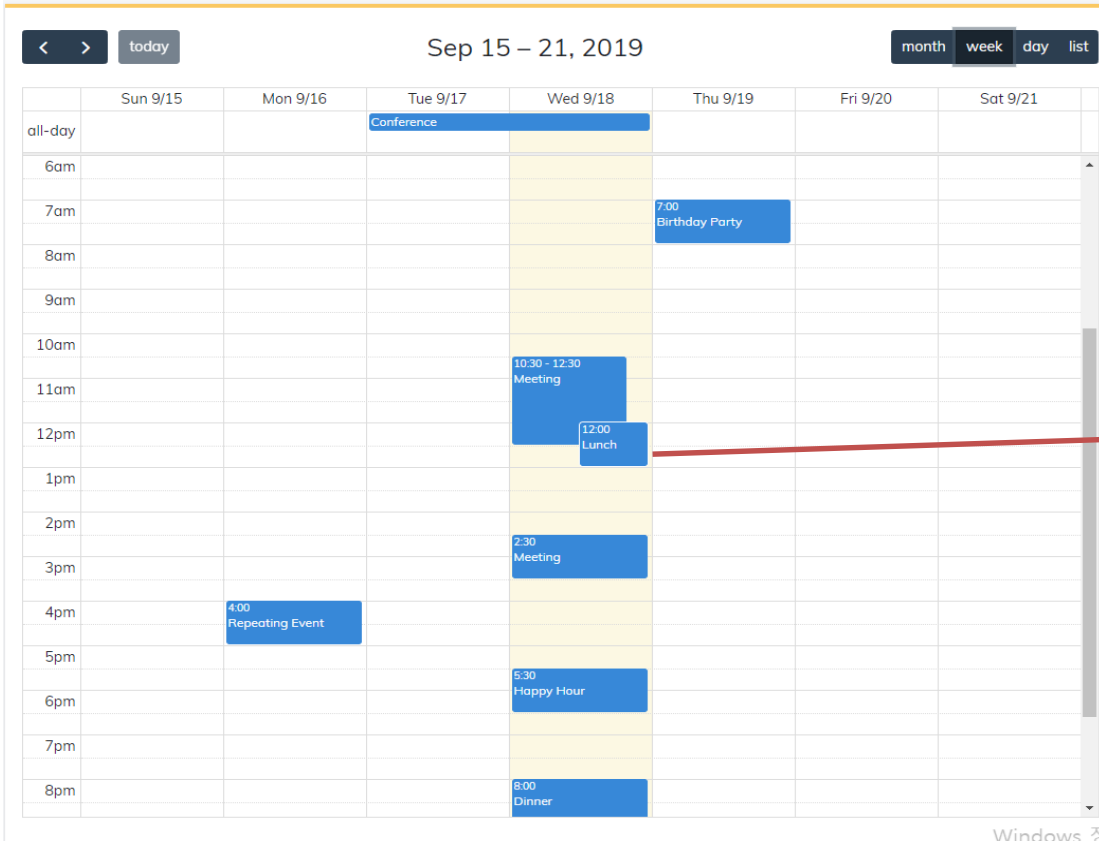 today
Sep 15 – 21, 2019
month week day list
Sun 9/15 Mon 9/16 Tue 9/17 Wed 9/18 Thu 9/19 Fri 9/20 Sat 9/21
all-day
Conference
6am
7am
7:00
Birthday Party
8am
9am
10am
10:30 - 12:30
Meeting
11am
12pm
12:00
Lunch
1pm
2pm
2:30
Meeting
3pm
4pm
4:00
Repeating Event
5pm
5:30
Happy Hour
6pm
7pm
8pm
8:00
Dinner
Windows